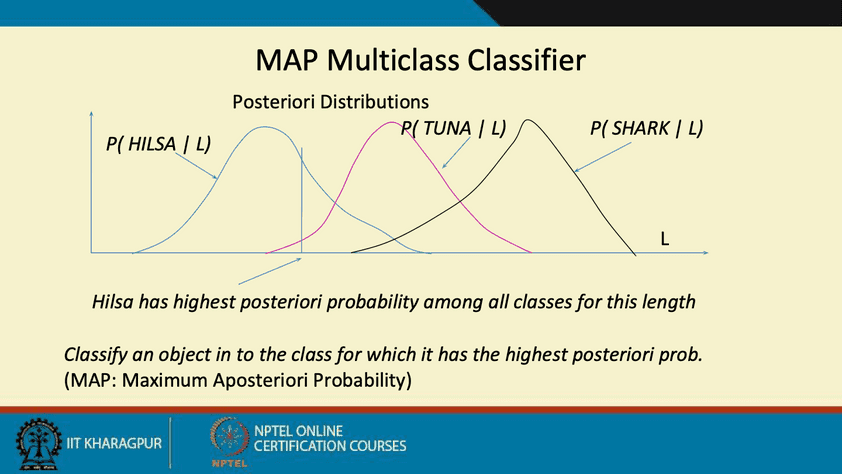 MAP Multiclass Classifier
Posteriori Distributions
P( HILSA | L)
P( TUNA | L)
P( SHARK | L)
L
Hilsa has highest posteriori probability among all classes for this length
Classify an object in to the class for which it has the highest posteriori prob.
(MAP: Maximum Aposteriori Probability)
IIT KHARAGPUR
NPTEL
NPTEL ONLINE
CERTIFICATION COURSES